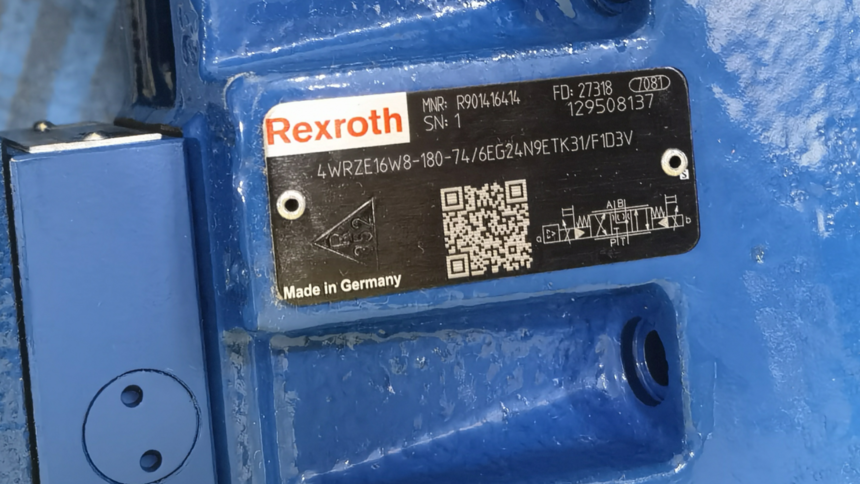 Rexroth
MNR: R901416414 FD: 27318 7081
SN: 1 129508137
4WRZE16W8-180-74/6EG24N9ETK31/F1D3V
A B
a b
P T
Made in Germany